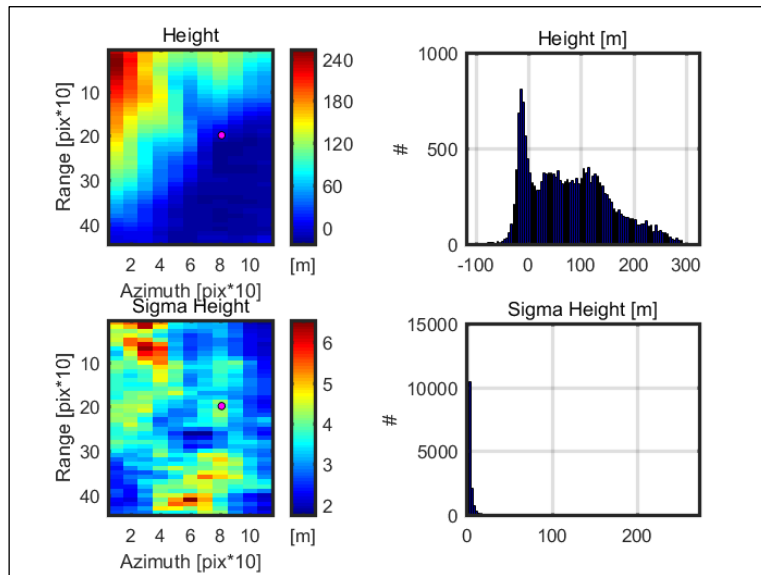 Height
10
20
30
40
Range [pix*10]
2 4 6 8 10
Azimuth [pix*10]
240
180
120
60
0
[m]
Height [m]
1000
500
0
#
-100 0 100 200 300
Sigma Height
10
20
30
40
Range [pix*10]
2 4 6 8 10
Azimuth [pix*10]
6
5
4
3
2
[m]
Sigma Height [m]
15000
10000
5000
0
#
0 100 200